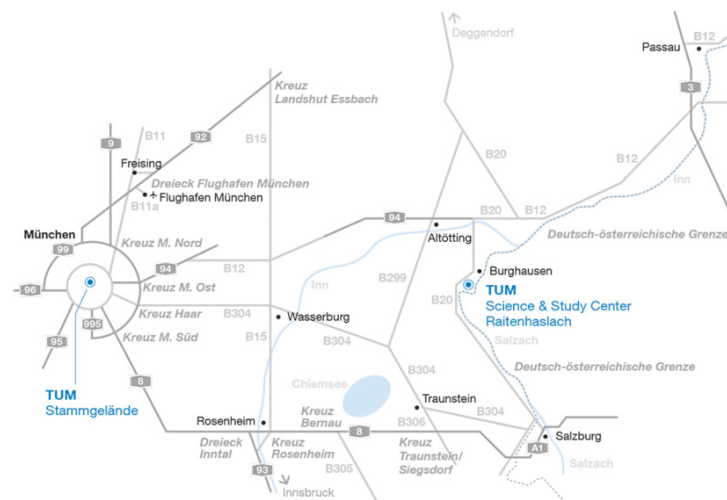 Deggendorf
B12
Passau
3
Kreuz
Landshut Essbach
B11
92
9
B15
Freising
B20
B12
Dreieck Flughafen München
Inn
B11a
Flughafen München
München
94
B20
B12
99
Kreuz M. Nord
Altötting
Deutsch-österreichische Grenze
94
B12
B299
Burghausen
96
Kreuz M. Ost
Inn
TUM
Science & Study Center
Raitenhaslach
B20
Kreuz Haar
B304
Wasserburg
995
Kreuz M. Süd
B15
B304
Salzach
95
8
Chiemsee
B304
Deutsch-österreichische Grenze
TUM
Stammgelände
Traunstein
Rosenheim
Kreuz
Bernau
B306
B304
8
Salzburg
Dreieck
Inntal
Kreuz
Rosenheim
Kreuz
Traunstein/
Siegsdorf
A1
93
B305
Salzach
Innsbruck